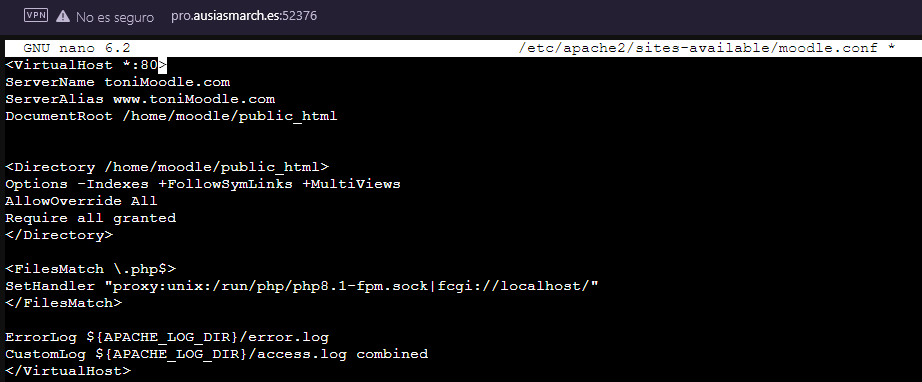 VPN No es seguro pro.ausiasmarch.es:52376
GNU nano 6.2 /etc/apache2/sites-available/moodle.conf *
<VirtualHost *:80>
ServerName toniMoodle.com
ServerAlias www.toniMoodle.com
DocumentRoot /home/moodle/public_html
<Directory /home/moodle/public_html>
Options -Indexes +FollowSymLinks +MultiViews
AllowOverride All
Require all granted
</Directory>
<FilesMatch \.php$>
SetHandler "proxy:unix:/run/php/php8.1-fpm.sock|fcgi://localhost/"
</FilesMatch>
ErrorLog ${APACHE_LOG_DIR}/error.log
CustomLog ${APACHE_LOG_DIR}/access.log combined
</VirtualHost>